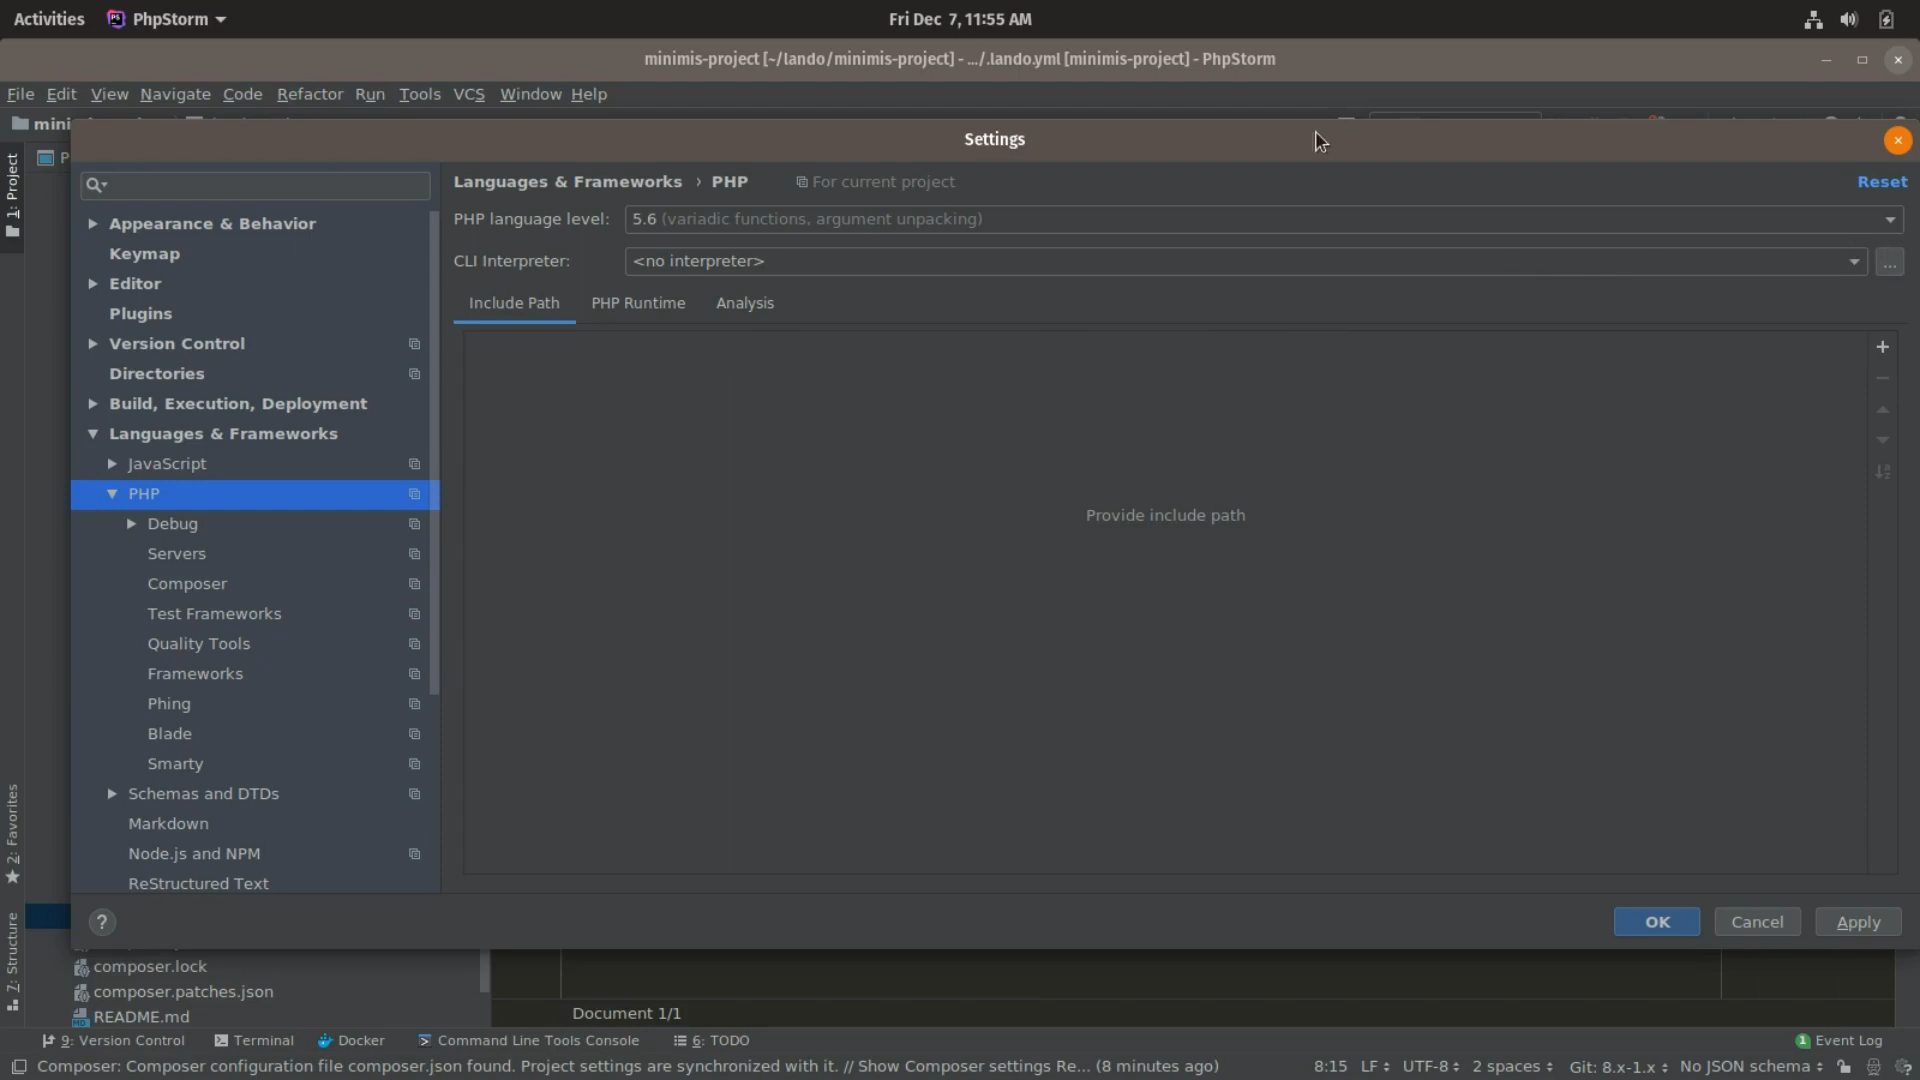 Activities PhpStorm Fri Dec 7, 11:55 AM
minimis-project [~/lando/minimis-project] - .../.lando.yml [minimis-project] - PhpStorm
File Edit View Navigate Code Refactor Run Tools VCS Window Help
mini
Settings
1: Project
P
Languages & Frameworks › PHP For current project Reset
PHP language level: 5.6 (variadic functions, argument unpacking)
Appearance & Behavior
Keymap
CLI Interpreter: <no interpreter> ...
Editor
Include Path PHP Runtime Analysis
Plugins
Version Control
Directories
Build, Execution, Deployment
Languages & Frameworks
JavaScript
PHP
Provide include path
Debug
Servers
Composer
Test Frameworks
Quality Tools
Frameworks
Phing
Blade
Smarty
Schemas and DTDs
Markdown
2: Favorites
Node.js and NPM
ReStructured Text
? OK Cancel Apply
7: Structure
composer.lock
composer.patches.json
README.md
Document 1/1
9: Version Control Terminal Docker Command Line Tools Console 6: TODO 1 Event Log
Composer: Composer configuration file composer.json found. Project settings are synchronized with it. // Show Composer settings Re... (8 minutes ago) 8:15 LF UTF-8 2 spaces Git: 8.x-1.x No JSON schema